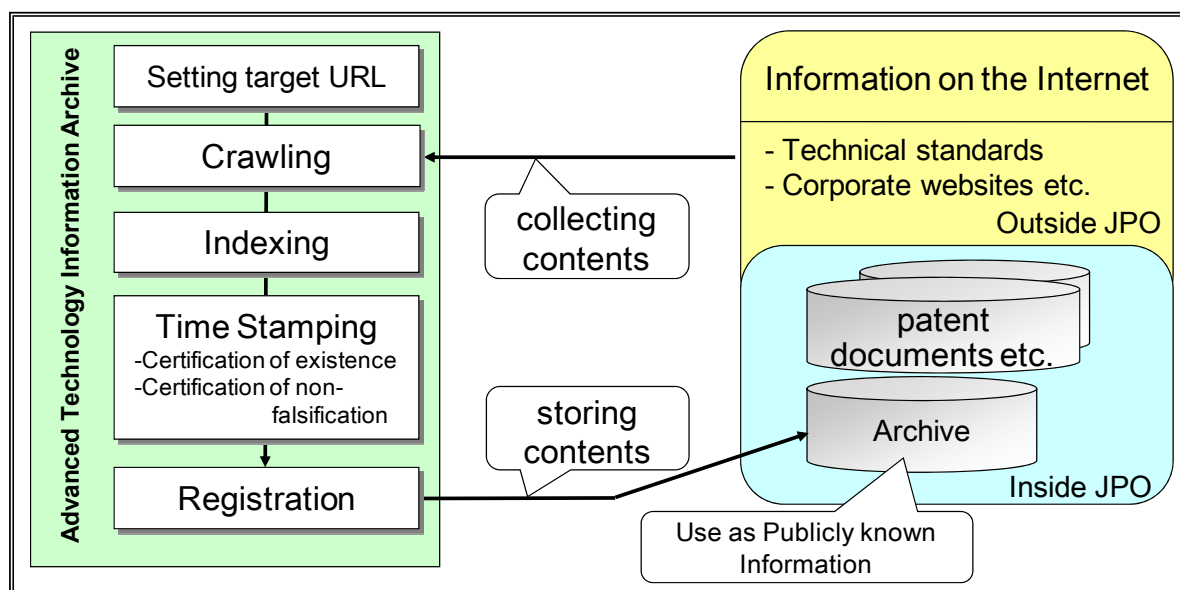 Advanced Technology Information Archive
Setting target URL
Crawling
Indexing
Time Stamping
-Certification of existence
-Certification of non-
falsification
Registration
collecting
contents
storing
contents
Information on the Internet
- Technical standards
- Corporate websites etc.
Outside JPO
patent
documents etc.
Archive
Inside JPO
Use as Publicly known
Information